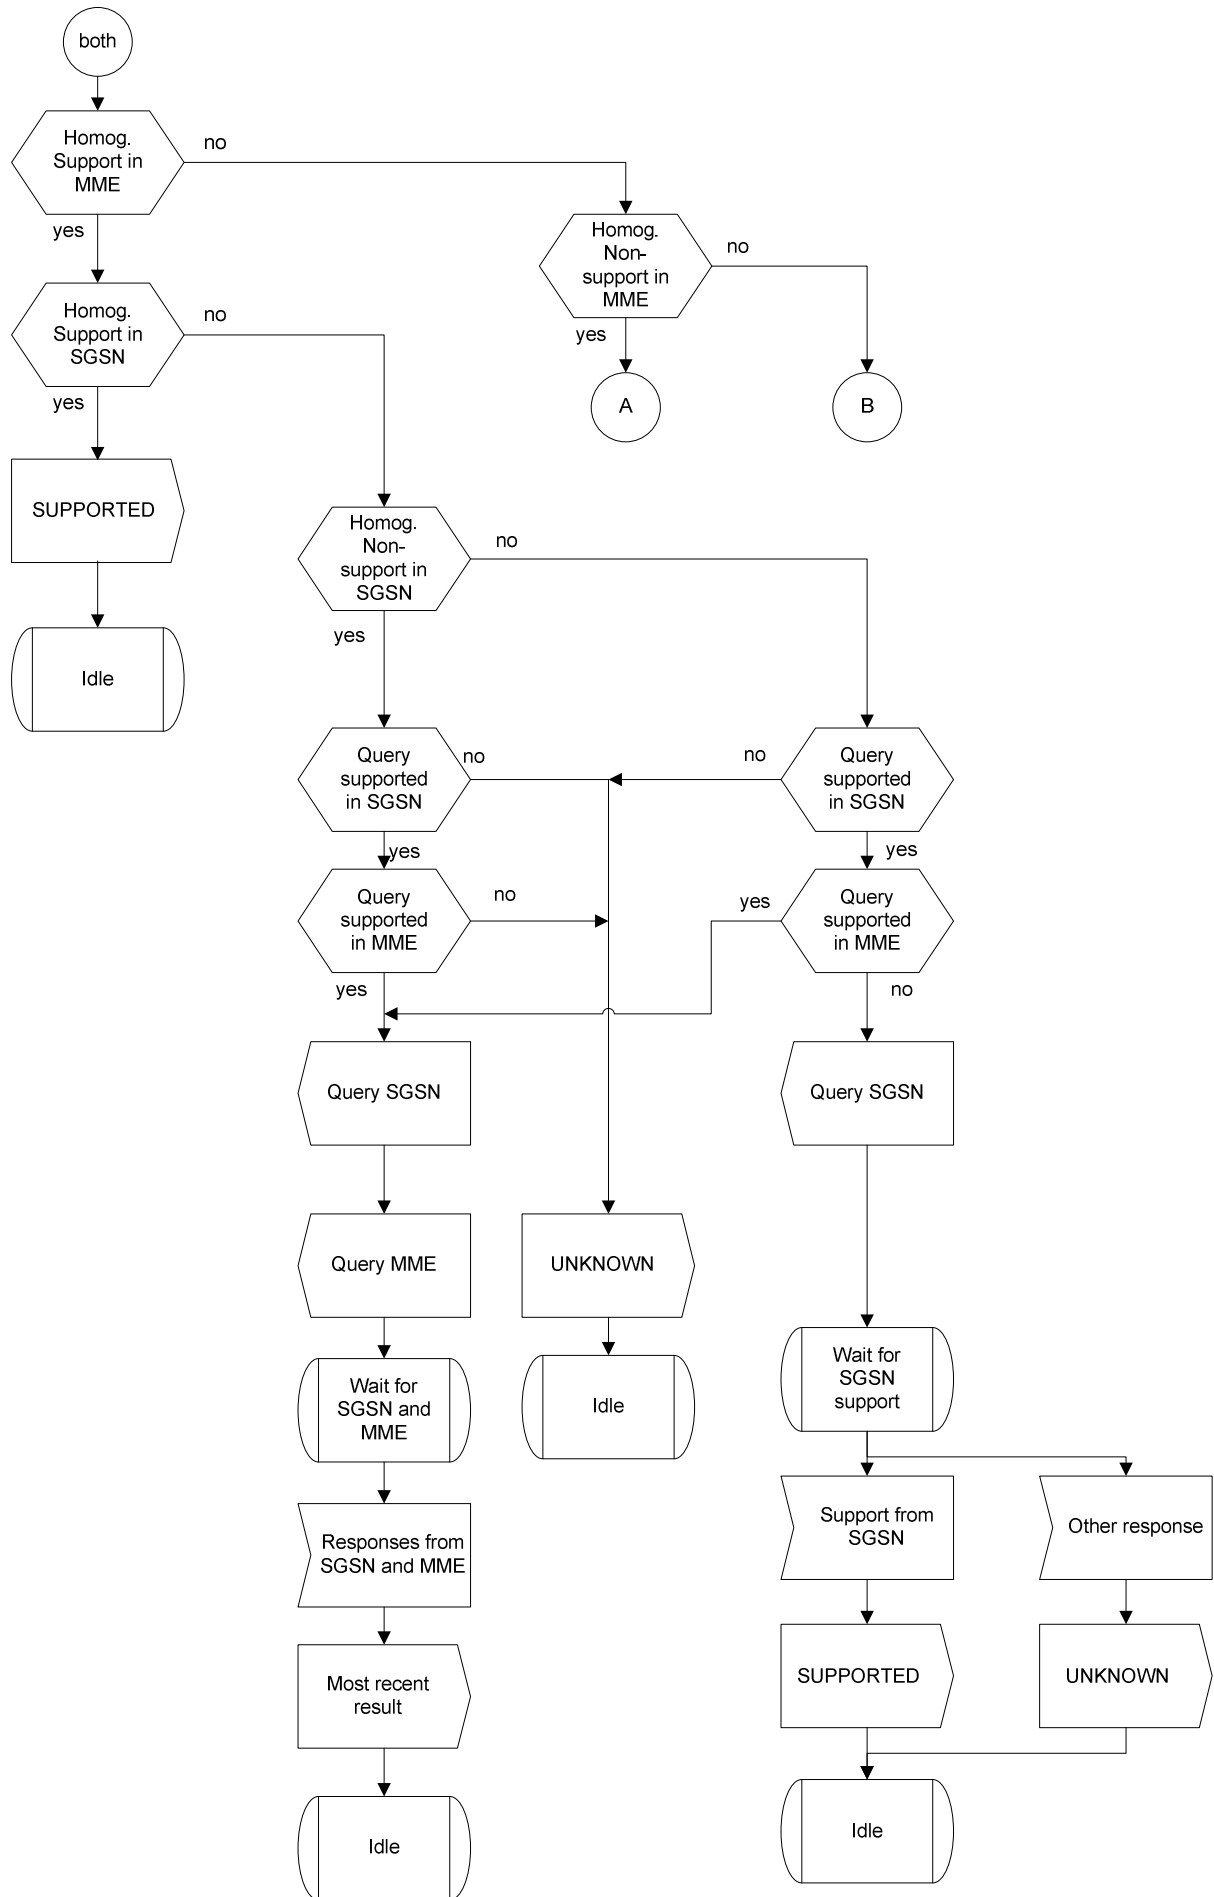 both
Homog.
Support in
MME
no
yes
Homog.
Non-
support in
MME
no
yes
A
B
Homog.
Support in
SGSN
no
yes
SUPPORTED
Idle
Homog.
Non-
support in
SGSN
no
yes
Query
supported
in SGSN
no
yes
no
Query
supported
in SGSN
yes
Query
supported
in MME
no
yes
yes
Query
supported
in MME
no
Query SGSN
Query SGSN
Query MME
UNKNOWN
Wait for
SGSN and
MME
Idle
Wait for
SGSN
support
Responses from
SGSN and MME
Support from
SGSN
Other response
Most recent
result
SUPPORTED
UNKNOWN
Idle
Idle